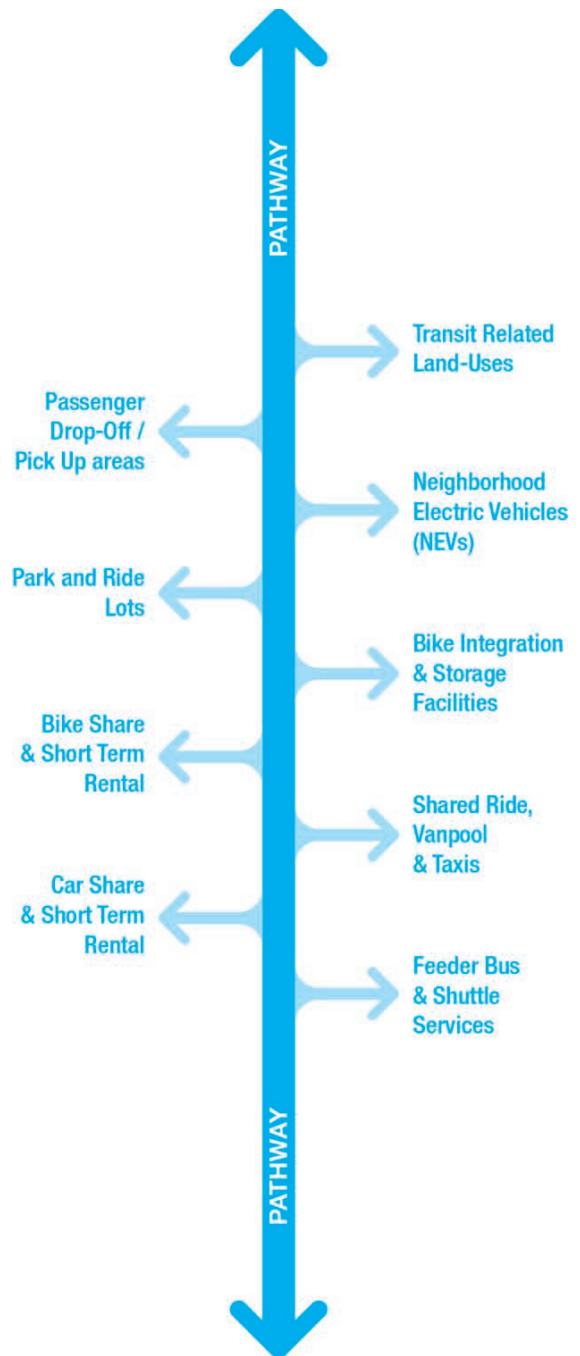 PATHWAY
Transit Related
Land-Uses
Passenger
Drop-Off /
Pick Up areas
Neighborhood
Electric Vehicles
(NEVs)
Park and Ride
Lots
Bike Integration
& Storage
Facilities
Bike Share
& Short Term
Rental
Shared Ride,
Vanpool
& Taxis
Car Share
& Short Term
Rental
Feeder Bus
& Shuttle
Services
PATHWAY